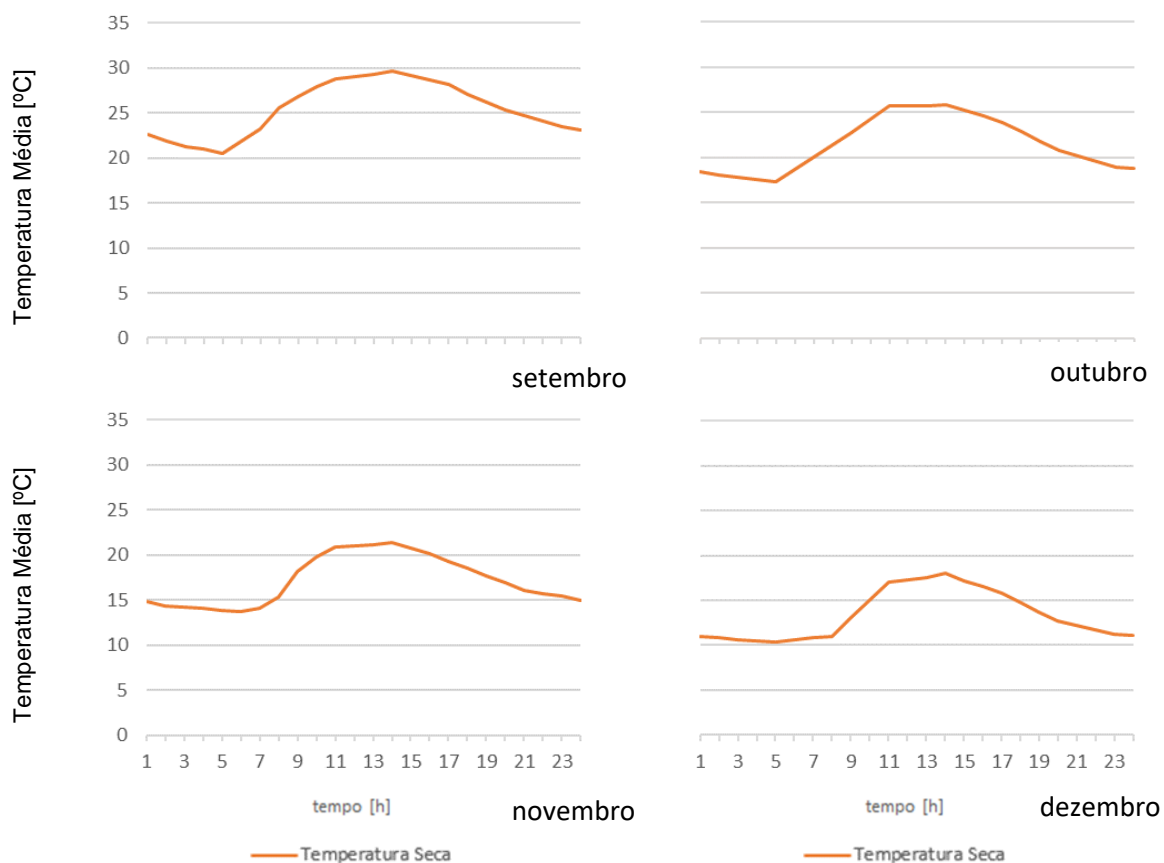 Temperatura Média [ºC]
35
30
25
20
15
10
5
0
setembro
outubro
Temperatura Média [ºC]
35
30
25
20
15
10
5
0
1 3 5 7 9 11 13 15 17 19 21 23
tempo [h]
novembro
Temperatura Seca
1 3 5 7 9 11 13 15 17 19 21 23
tempo [h]
dezembro
Temperatura Seca